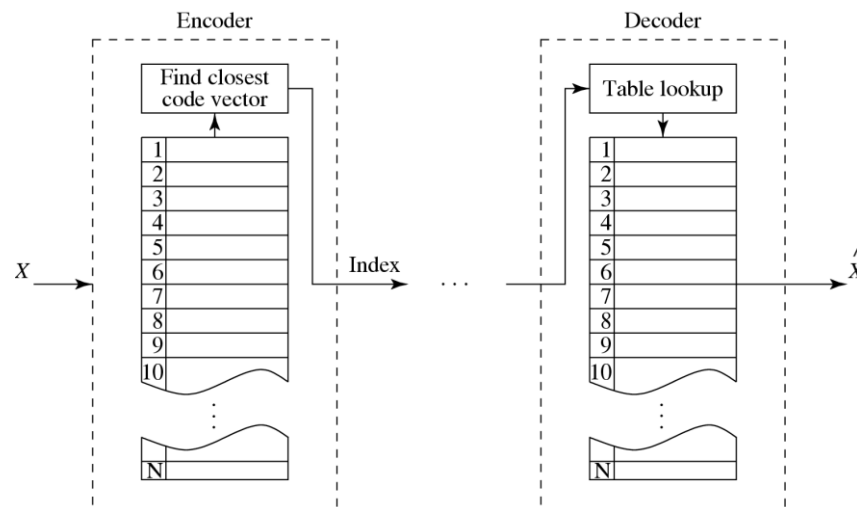 Encoder
Decoder
Find closest
code vector
Table lookup
1
2
3
4
5
6
7
8
9
10
N
X
Index
. . .
1
2
3
4
5
6
7
8
9
10
N
X̂